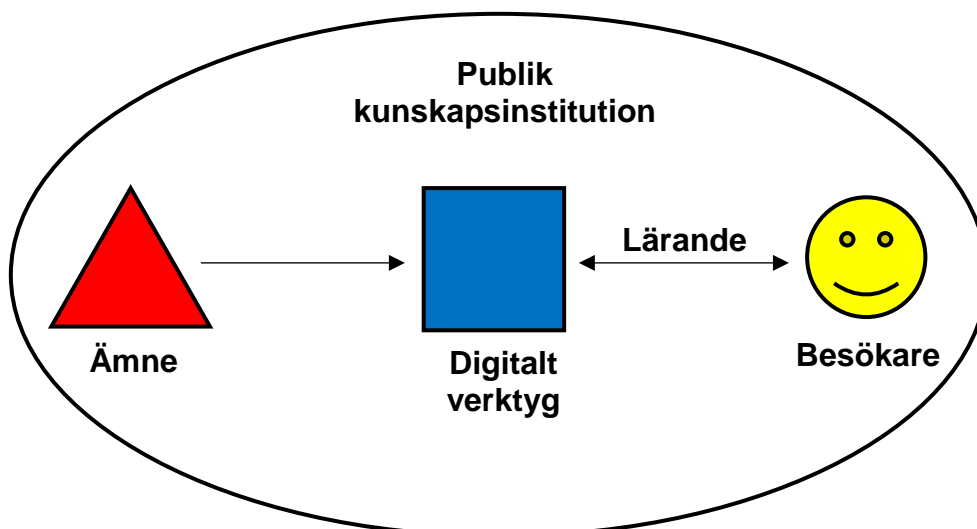 Publik
kunskapsinstitution
Lärande
Ämne
Digitalt
verktyg
Besökare